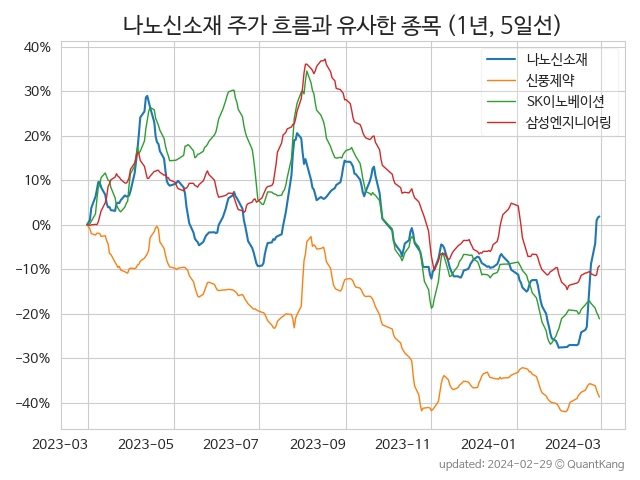 나노신소재 주가 흐름과 유사한 종목 (1년, 5일선)
나노신소재
신풍제약
SK이노베이션
삼성엔지니어링
40%
30%
20%
10%
0%
−10%
−20%
−30%
−40%
2023-03 2023-05 2023-07 2023-09 2023-11 2024-01 2024-03
updated: 2024-02-29 © QuantKang